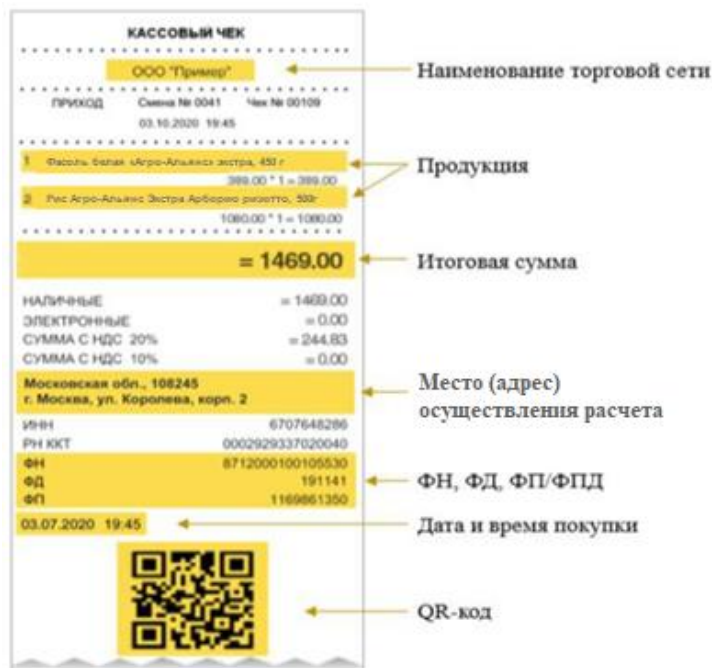 КАССОВЫЙ ЧЕК
ООО "Пример"
Наименование торговой сети
ПРИХОД Смена № 0041 Чек № 00109
03.10.2020 19:45
1 Фасоль белая «Агро-Альянс» экстра, 450 г
Продукция
389.00 * 1 = 389.00
2 Рис Агро-Альянс Экстра Арборио ризотто, 500г
1080.00 * 1 = 1080.00
= 1469.00
Итоговая сумма
НАЛИЧНЫЕ = 1469.00
ЭЛЕКТРОННЫЕ = 0.00
СУММА С НДС 20% = 244.83
СУММА С НДС 10% = 0.00
Московская обл., 108245
г. Москва, ул. Королева, корп. 2
Место (адрес)
осуществления расчета
ИНН 6707648286
РН ККТ 0002929337020040
ФН 8712000100105530
ФД 191141
ФП 1169861350
ФН, ФД, ФП/ФПД
03.07.2020 19:45
Дата и время покупки
QR-код